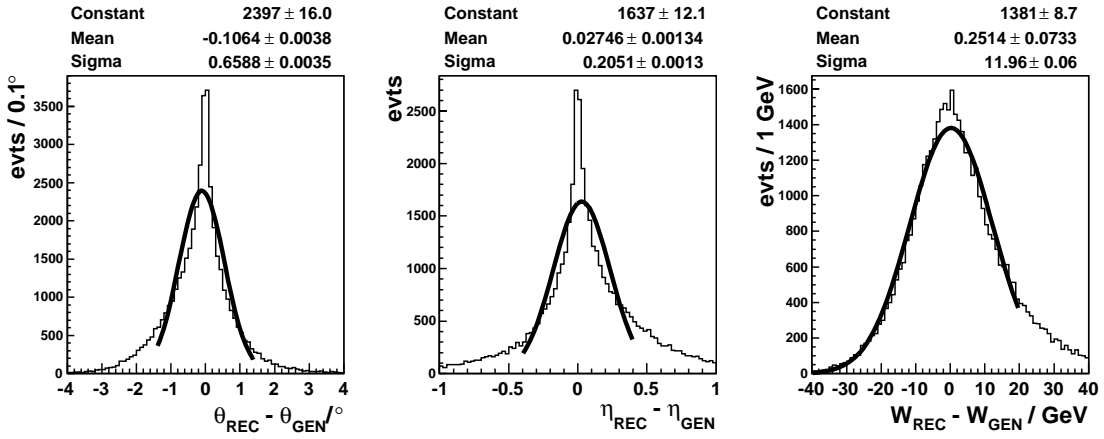 Constant 2397 ± 16.0
Mean -0.1064 ± 0.0038
Sigma 0.6588 ± 0.0035
evts / 0.1°
3500
3000
2500
2000
1500
1000
500
0
-4 -3 -2 -1 0 1 2 3 4
θREC - θGEN/°
Constant 1637 ± 12.1
Mean 0.02746 ± 0.00134
Sigma 0.2051 ± 0.0013
evts
2500
2000
1500
1000
500
0
-1 -0.5 0 0.5 1
ηREC - ηGEN
Constant 1381 ± 8.7
Mean 0.2514 ± 0.0733
Sigma 11.96 ± 0.06
evts / 1 GeV
1600
1400
1200
1000
800
600
400
200
0
-40 -30 -20 -10 0 10 20 30 40
WREC - WGEN / GeV